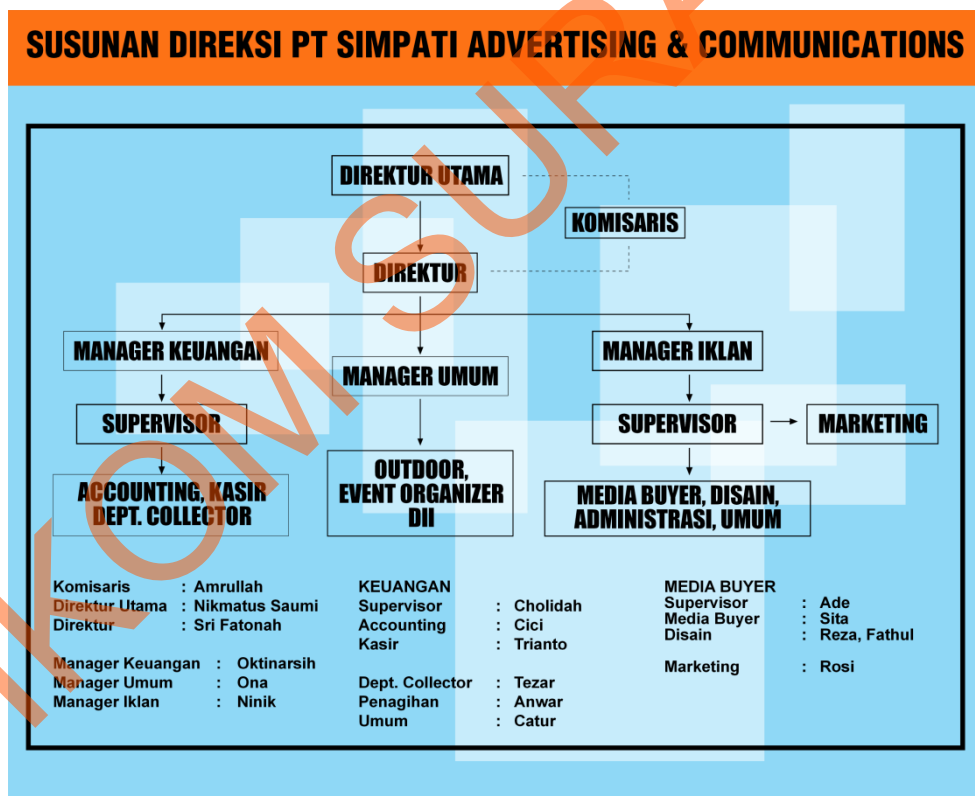 SUSUNAN DIREKSI PT SIMPATI ADVERTISING & COMMUNICATIONS
DIREKTUR UTAMA
KOMISARIS
DIREKTUR
MANAGER KEUANGAN
MANAGER UMUM
MANAGER IKLAN
SUPERVISOR
SUPERVISOR
MARKETING
ACCOUNTING, KASIR
DEPT. COLLECTOR
OUTDOOR,
EVENT ORGANIZER
Dll
MEDIA BUYER, DISAIN,
ADMINISTRASI, UMUM
Komisaris : Amrullah
Direktur Utama : Nikmatus Saumi
Direktur : Sri Fatonah
Manager Keuangan : Oktinarsih
Manager Umum : Ona
Manager Iklan : Ninik
KEUANGAN
Supervisor : Cholidah
Accounting : Cici
Kasir : Trianto
Dept. Collector : Tezar
Penagihan : Anwar
Umum : Catur
MEDIA BUYER
Supervisor : Ade
Media Buyer : Sita
Disain : Reza, Fathul
Marketing : Rosi
IKOM SURA